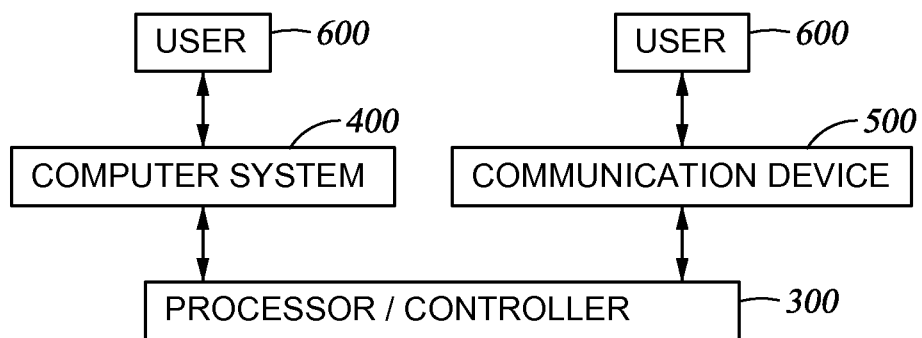 USER 600 USER 600
400 500
COMPUTER SYSTEM COMMUNICATION DEVICE
PROCESSOR / CONTROLLER 300